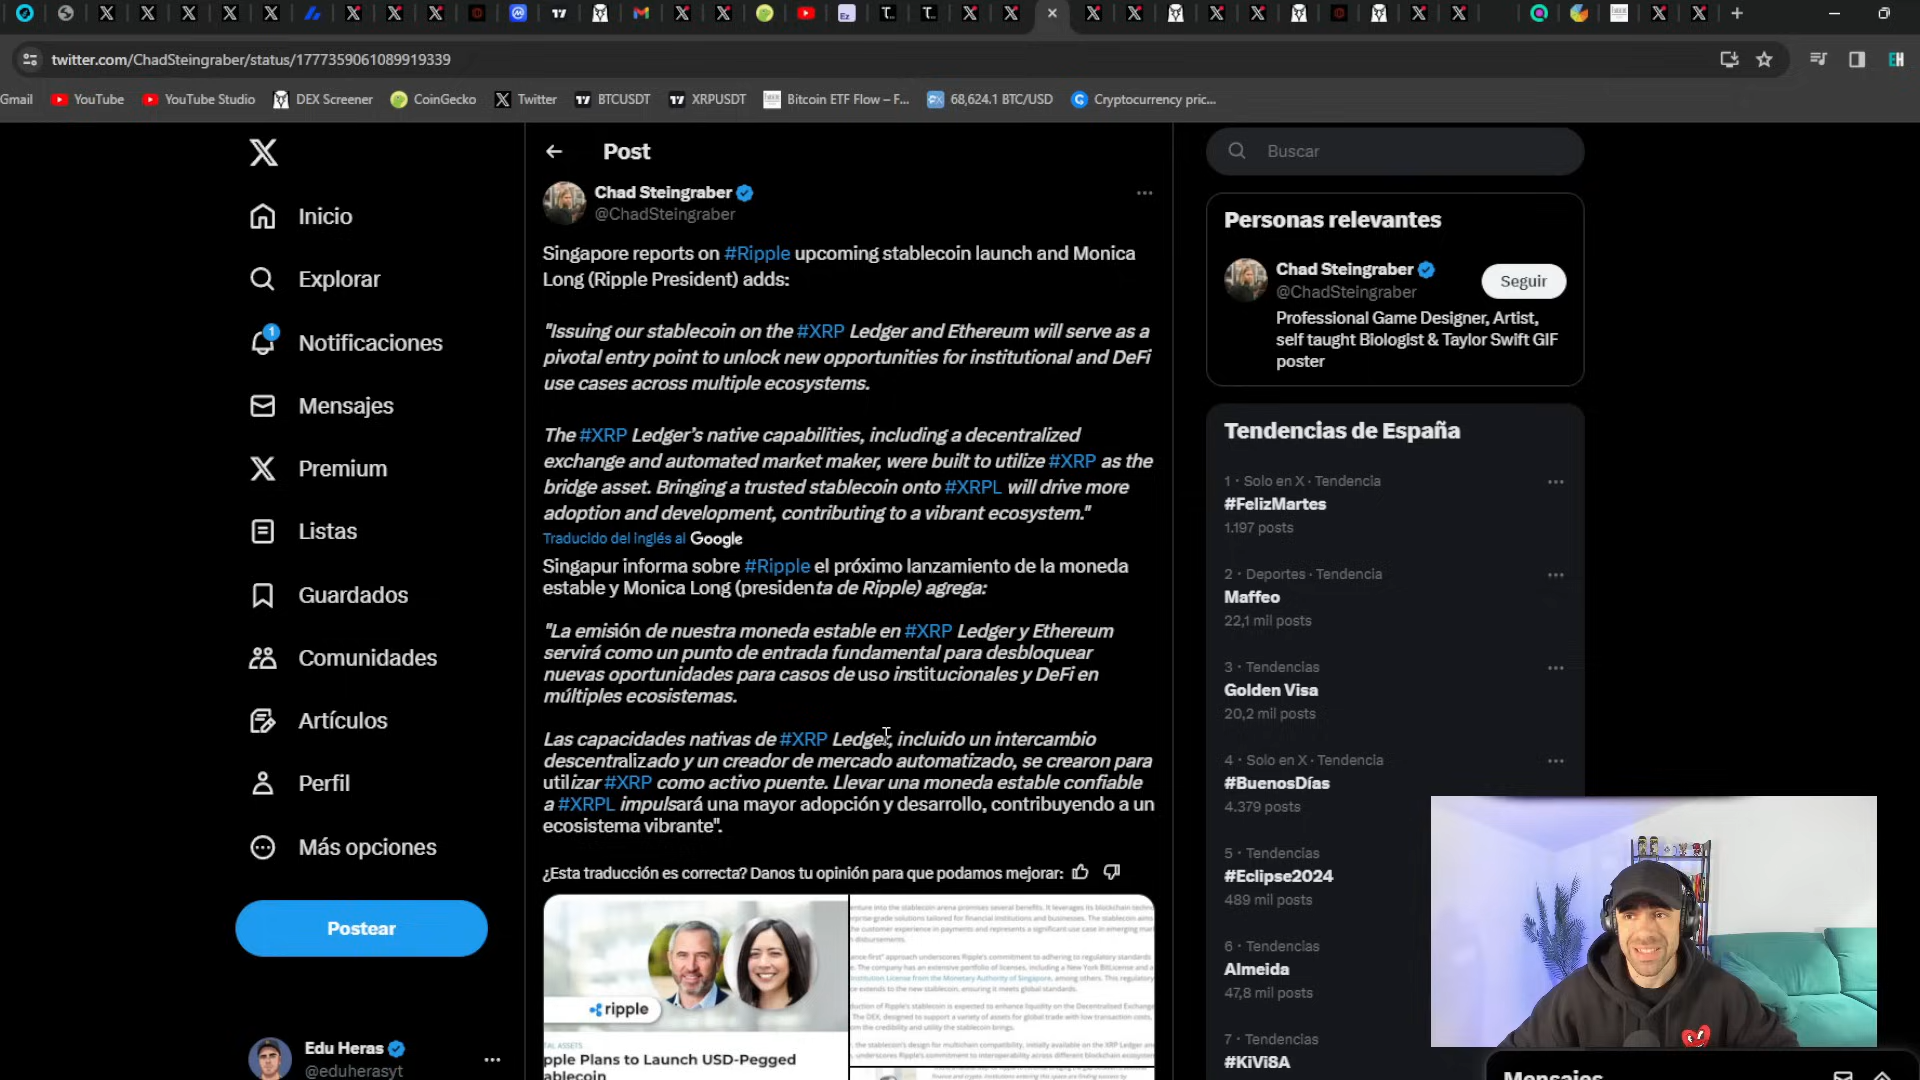 twitter.com/ChadSteingraber/status/1777359061089919339
Gmail
YouTube
YouTube Studio
DEX Screener
CoinGecko
Twitter
BTCUSDT
XRPUSDT
Bitcoin ETF Flow – F...
68,624.1 BTC/USD
Cryptocurrency pric...
Inicio
Explorar
1
Notificaciones
Mensajes
Premium
Listas
Guardados
Comunidades
Artículos
Perfil
Más opciones
Postear
Edu Heras
@eduherasyt
Post
Chad Steingraber
@ChadSteingraber
Singapore reports on #Ripple upcoming stablecoin launch and Monica
Long (Ripple President) adds:
"Issuing our stablecoin on the #XRP Ledger and Ethereum will serve as a
pivotal entry point to unlock new opportunities for institutional and DeFi
use cases across multiple ecosystems.
The #XRP Ledger’s native capabilities, including a decentralized
exchange and automated market maker, were built to utilize #XRP as the
bridge asset. Bringing a trusted stablecoin onto #XRPL will drive more
adoption and development, contributing to a vibrant ecosystem."
Traducido del inglés al Google
Singapur informa sobre #Ripple el próximo lanzamiento de la moneda
estable y Monica Long (presidenta de Ripple) agrega:
"La emisión de nuestra moneda estable en #XRP Ledger y Ethereum
servirá como un punto de entrada fundamental para desbloquear
nuevas oportunidades para casos de uso institucionales y DeFi en
múltiples ecosistemas.
Las capacidades nativas de #XRP Ledger, incluido un intercambio
descentralizado y un creador de mercado automatizado, se crearon para
utilizar #XRP como activo puente. Llevar una moneda estable confiable
a #XRPL impulsará una mayor adopción y desarrollo, contribuyendo a un
ecosistema vibrante".
¿Esta traducción es correcta? Danos tu opinión para que podamos mejorar:
ripple
TAL ASSETS
pple Plans to Launch USD-Pegged
ablecoin
Buscar
Personas relevantes
Chad Steingraber
@ChadSteingraber
Seguir
Professional Game Designer, Artist,
self taught Biologist & Taylor Swift GIF
poster
Tendencias de España
1 · Solo en X · Tendencia
#FelizMartes
1.197 posts
2 · Deportes · Tendencia
Maffeo
22,1 mil posts
3 · Tendencias
Golden Visa
20,2 mil posts
4 · Solo en X · Tendencia
#BuenosDías
4.379 posts
5 · Tendencias
#Eclipse2024
489 mil posts
6 · Tendencias
Almeida
47,8 mil posts
7 · Tendencias
#KiVi8A
Mensajes